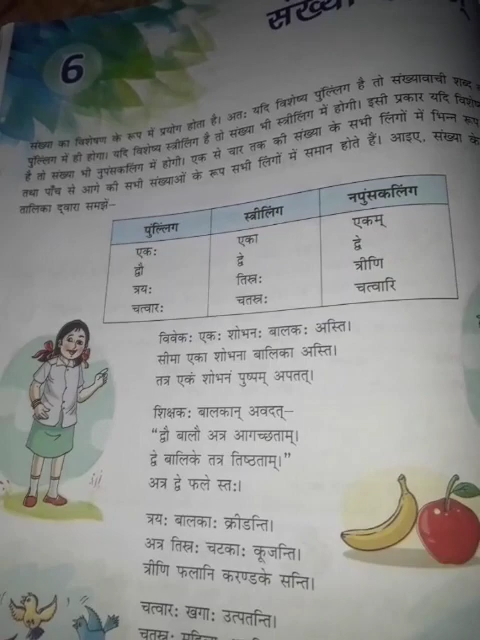 संख्या
6
संख्या का विशेषण के रूप में प्रयोग होता है। अतः यदि विशेष्य पुल्लिंग है तो संख्यावाची शब्द
पुल्लिंग में ही होगा। यदि विशेष्य स्त्रीलिंग है तो संख्या भी स्त्रीलिंग में होगी। इसी प्रकार यदि विशेष्य
है तो संख्या भी नुपंसकलिंग में होगी। एक से चार तक की संख्या के सभी लिंगों में भिन्न रूप
तथा पाँच से आगे की सभी संख्याओं के रूप सभी लिंगों में समान होते हैं। आइए, संख्या
तालिका द्वारा समझें–
पुंल्लिंग स्त्रीलिंग नपुंसकलिंग
एकः एका एकम्
द्वौ द्वे द्वे
त्रयः तिस्रः त्रीणि
चत्वारः चतस्रः चत्वारि
विवेकः एकः शोभनः बालकः अस्ति।
सीमा एका शोभना बालिका अस्ति।
तत्र एकं शोभनं पुष्पम् अपतत्।
शिक्षकः बालकान् अवदत्–
“द्वौ बालौ अत्र आगच्छताम्।
द्वे बालिके तत्र तिष्ठताम्।”
अत्र द्वे फले स्तः।
त्रयः बालकाः क्रीडन्ति।
अत्र तिस्रः चटकाः कूजन्ति।
त्रीणि फलानि करण्डके सन्ति।
चत्वारः खगाः उत्पतन्ति।
चतस्रः